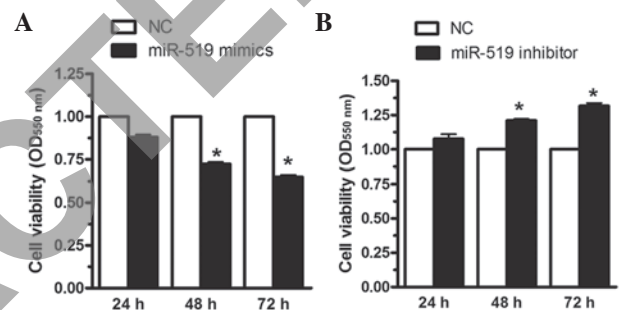 A
NC
miR-519 mimics
Cell viability (OD550 nm)
1.25
1.00
0.75
0.50
0.25
0.00
*
*
24 h 48 h 72 h
B
NC
miR-519 inhibitor
Cell viability (OD550 nm)
1.50
1.25
1.00
0.75
0.50
0.25
0.00
*
*
24 h 48 h 72 h